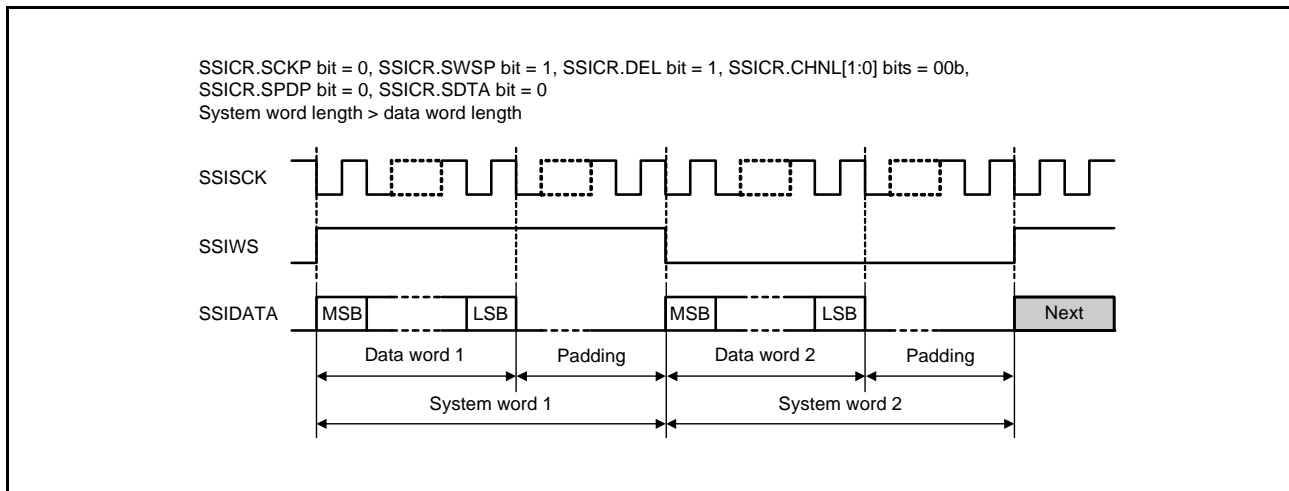 SSICR.SCKP bit = 0, SSICR.SWSP bit = 1, SSICR.DEL bit = 1, SSICR.CHNL[1:0] bits = 00b,
SSICR.SPDP bit = 0, SSICR.SDTA bit = 0
System word length > data word length
SSISCK
SSIWS
SSIDATA MSB LSB MSB LSB Next
Data word 1 Padding Data word 2 Padding
System word 1 System word 2